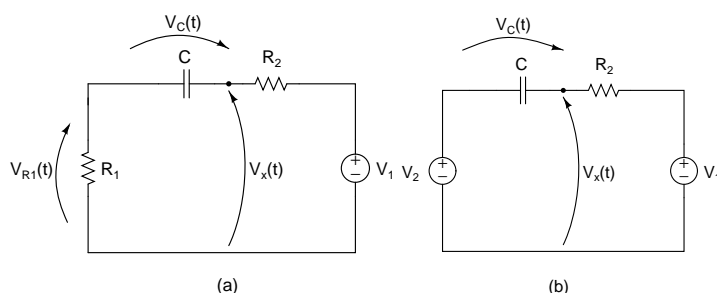 V_C(t)
C
R_2
V_R1(t)
R_1
V_x(t)
V_1
(a)
V_C(t)
C
R_2
V_2
V_x(t)
(b)